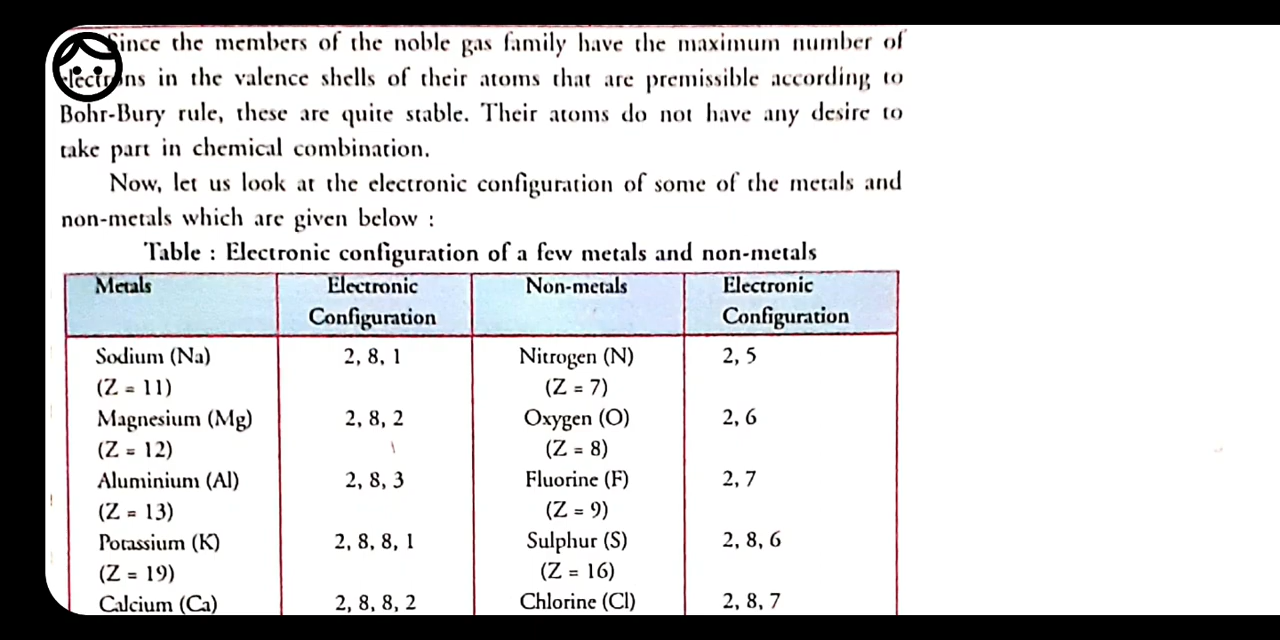 Since the members of the noble gas family have the maximum number of
electrons in the valence shells of their atoms that are premissible according to
Bohr-Bury rule, these are quite stable. Their atoms do not have any desire to
take part in chemical combination.
Now, let us look at the electronic configuration of some of the metals and
non-metals which are given below :
Table : Electronic configuration of a few metals and non-metals
Metals Electronic Configuration Non-metals Electronic Configuration
Sodium (Na) 2, 8, 1 Nitrogen (N) 2, 5
(Z = 11) (Z = 7)
Magnesium (Mg) 2, 8, 2 Oxygen (O) 2, 6
(Z = 12) (Z = 8)
Aluminium (Al) 2, 8, 3 Fluorine (F) 2, 7
(Z = 13) (Z = 9)
Potassium (K) 2, 8, 8, 1 Sulphur (S) 2, 8, 6
(Z = 19) (Z = 16)
Calcium (Ca) 2, 8, 8, 2 Chlorine (Cl) 2, 8, 7